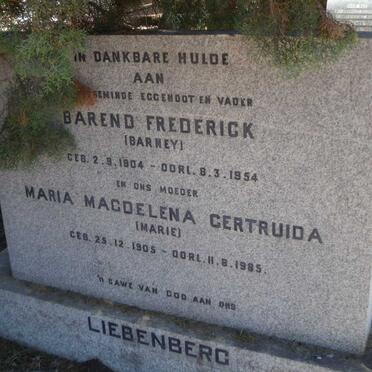 IN DANKBARE HULDE
AAN
BEMINDE EGGENOOT EN VADER
BAREND FREDERICK
(BARNEY)
GEB. 2.9.1904 - OORL. 8.3.1954
EN ONS MOEDER
MARIA MAGDELENA GERTRUIDA
(MARIE)
GEB. 25.12.1905 - OORL. 11.8.1985.
'N GAWE VAN GOD AAN ONS
LIEBENBERG